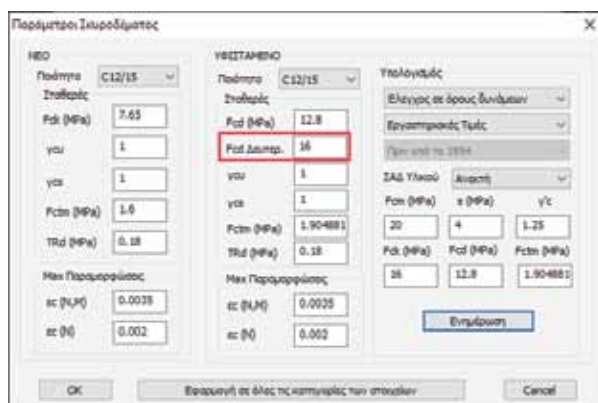 Παράμετροι Σκυροδέματος
ΝΕΟ
Ποιότητα C12/15
Σταθερές
Fck (MPa) 7.65
γcu 1
γcs 1
Fctm (MPa) 1.6
TRd (MPa) 0.18
Max Παραμορφώσεις
εc (N,M) 0.0035
εc (N) 0.002
ΥΦΙΣΤΑΜΕΝΟ
Ποιότητα C12/15
Σταθερές
Fcd (MPa) 12.8
Fcd Δευτερ. 16
γcu 1
γcs 1
Fctm (MPa) 1.904881
TRd (MPa) 0.18
Max Παραμορφώσεις
εc (N,M) 0.0035
εc (N) 0.002
Υπολογισμός
Έλεγχος σε όρους δυνάμεων
Εργαστηριακές Τιμές
Πριν από το 1954
ΣΑΔ Υλικού Ανεκτή
Fcm (MPa) s (MPa) γ'c
20 4 1.25
Fck (MPa) Fcd (MPa) Fctm (MPa)
16 12.8 1.904881
Ενημέρωση
OK Εφαρμογή σε όλες τις κατηγορίες των στοιχείων Cancel